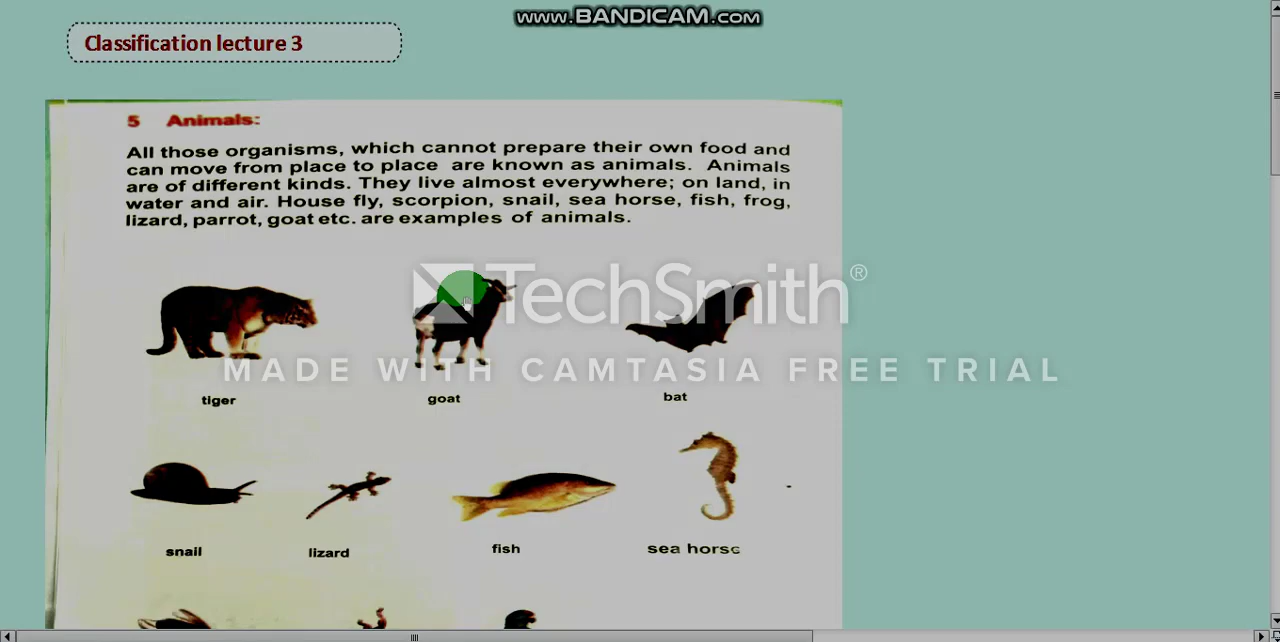 www.BANDICAM.com
Classification lecture 3
5 Animals:
All those organisms, which cannot prepare their own food and
can move from place to place are known as animals. Animals
are of different kinds. They live almost everywhere; on land, in
water and air. House fly, scorpion, snail, sea horse, fish, frog,
lizard, parrot, goat etc. are examples of animals.
TechSmith®
MADE WITH CAMTASIA FREE TRIAL
tiger goat bat
snail lizard fish sea horse